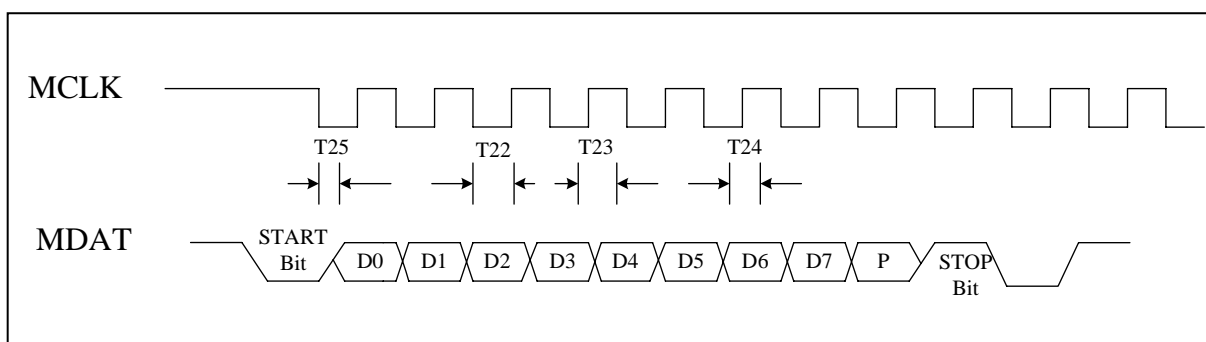 MCLK
T25 T22 T23 T24
MDAT
START
Bit
D0 D1 D2 D3 D4 D5 D6 D7 P
STOP
Bit